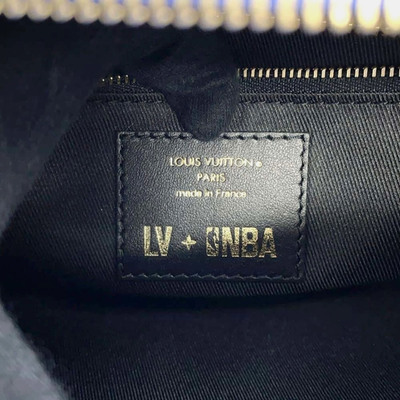 LOUIS VUITTON®
PARIS
made in France
LV + NBA